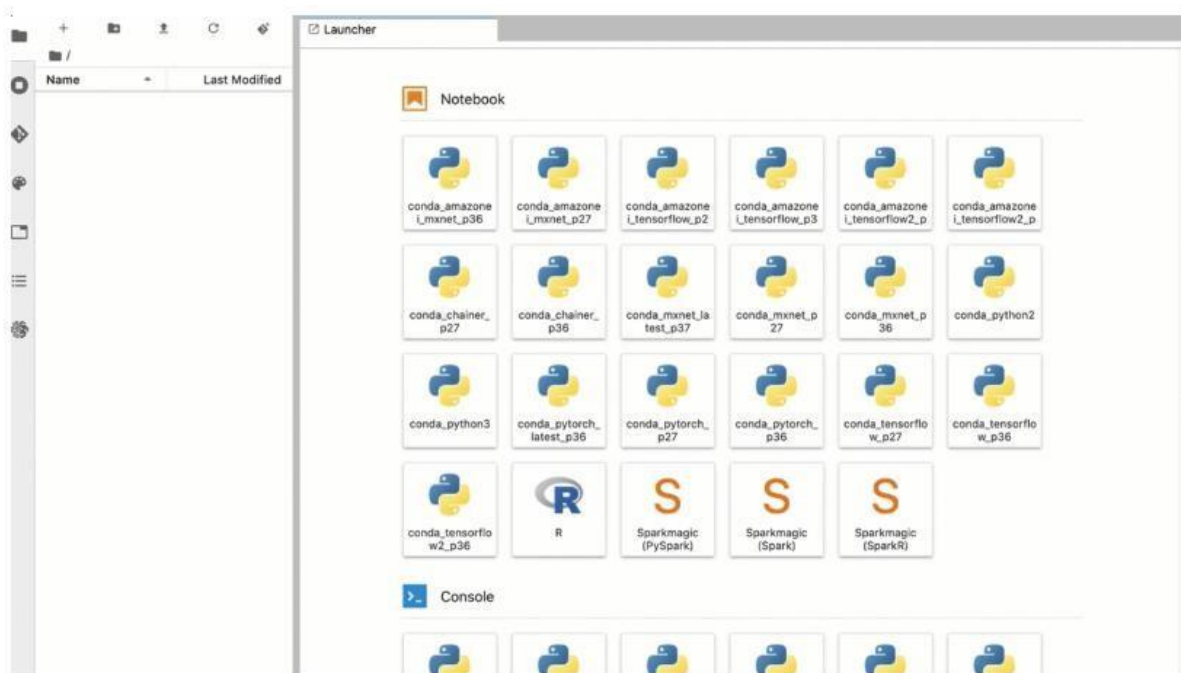 Launcher
/
Name Last Modified
Notebook
conda_amazone
i_mxnet_p36
conda_amazone
i_mxnet_p27
conda_amazone
i_tensorflow_p2
conda_amazone
i_tensorflow_p3
conda_amazone
i_tensorflow2_p
conda_amazone
i_tensorflow2_p
conda_chainer_
p27
conda_chainer_
p36
conda_mxnet_la
test_p37
conda_mxnet_p
27
conda_mxnet_p
36
conda_python2
conda_python3
conda_pytorch_
latest_p36
conda_pytorch_
p27
conda_pytorch_
p36
conda_tensorflo
w_p27
conda_tensorflo
w_p36
conda_tensorflo
w2_p36
R
R
S
Sparkmagic
(PySpark)
S
Sparkmagic
(Spark)
S
Sparkmagic
(SparkR)
Console